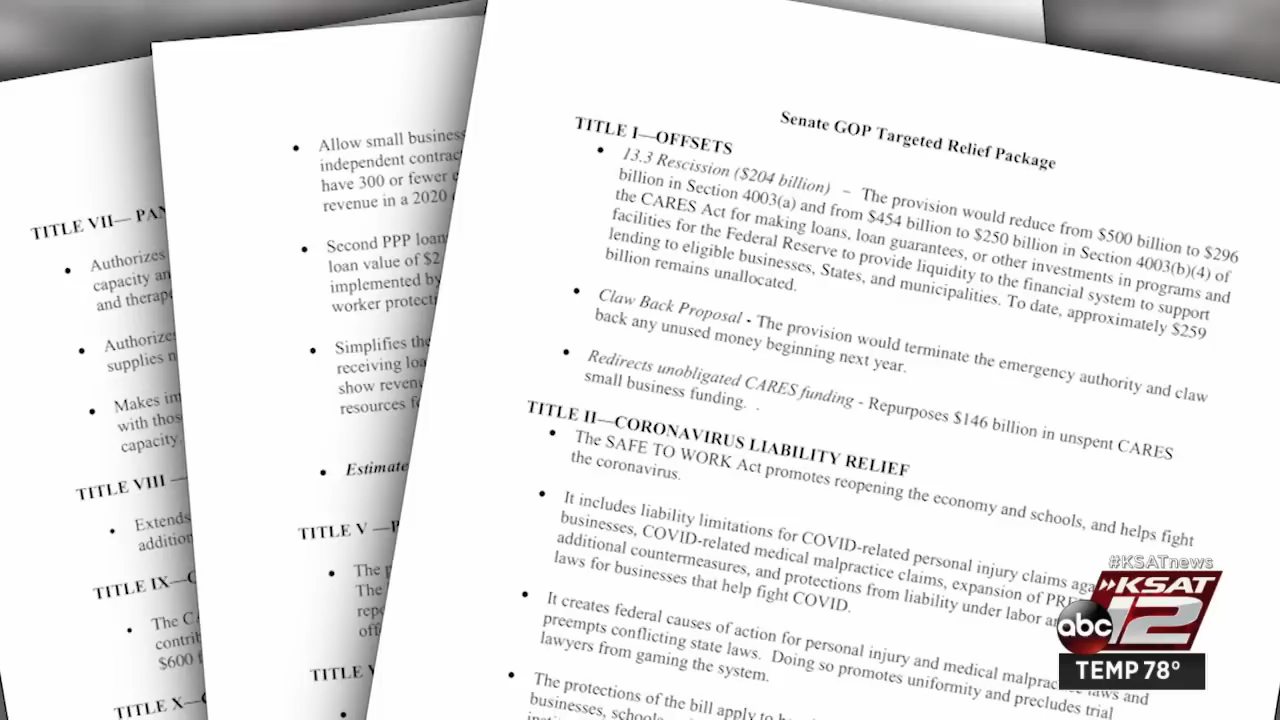 TITLE VII— PAN
Authorizes
capacity an
and therape
Authorize
supplies n
Makes im
with thos
capacity.
TITLE VIII —
Extends
addition
TITLE IX—C
The CA
contrib
$600 f
TITLE X—C
Allow small business
independent contrac
have 300 or fewer
revenue in a 2020
Second PPP loan
loan value of $2
implemented by
worker protect
Simplifies the
receiving loa
show reven
resources fo
Estimate
TITLE V —P
The p
The
repo
off
TITLE V
Senate GOP Targeted Relief Package
TITLE I—OFFSETS
13.3 Rescission ($204 billion) – The provision would reduce from $500 billion to $296
billion in Section 4003(a) and from $454 billion to $250 billion in Section 4003(b)(4) of
the CARES Act for making loans, loan guarantees, or other investments in programs and
facilities for the Federal Reserve to provide liquidity to the financial system to support
lending to eligible businesses, States, and municipalities. To date, approximately $259
billion remains unallocated.
Claw Back Proposal - The provision would terminate the emergency authority and claw
back any unused money beginning next year.
Redirects unobligated CARES funding - Repurposes $146 billion in unspent CARES
small business funding. .
TITLE II—CORONAVIRUS LIABILITY RELIEF
The SAFE TO WORK Act promotes reopening the economy and schools, and helps fight
the coronavirus.
It includes liability limitations for COVID-related personal injury claims aga
businesses, COVID-related medical malpractice claims, expansion of PRE
additional countermeasures, and protections from liability under labor a
laws for businesses that help fight COVID.
It creates federal causes of action for personal injury and medical malpractice laws and
preempts conflicting state laws. Doing so promotes uniformity and precludes trial
lawyers from gaming the system.
The protections of the bill apply to
businesses, schools
#KSATnews
KSAT
abc 12
TEMP 78°